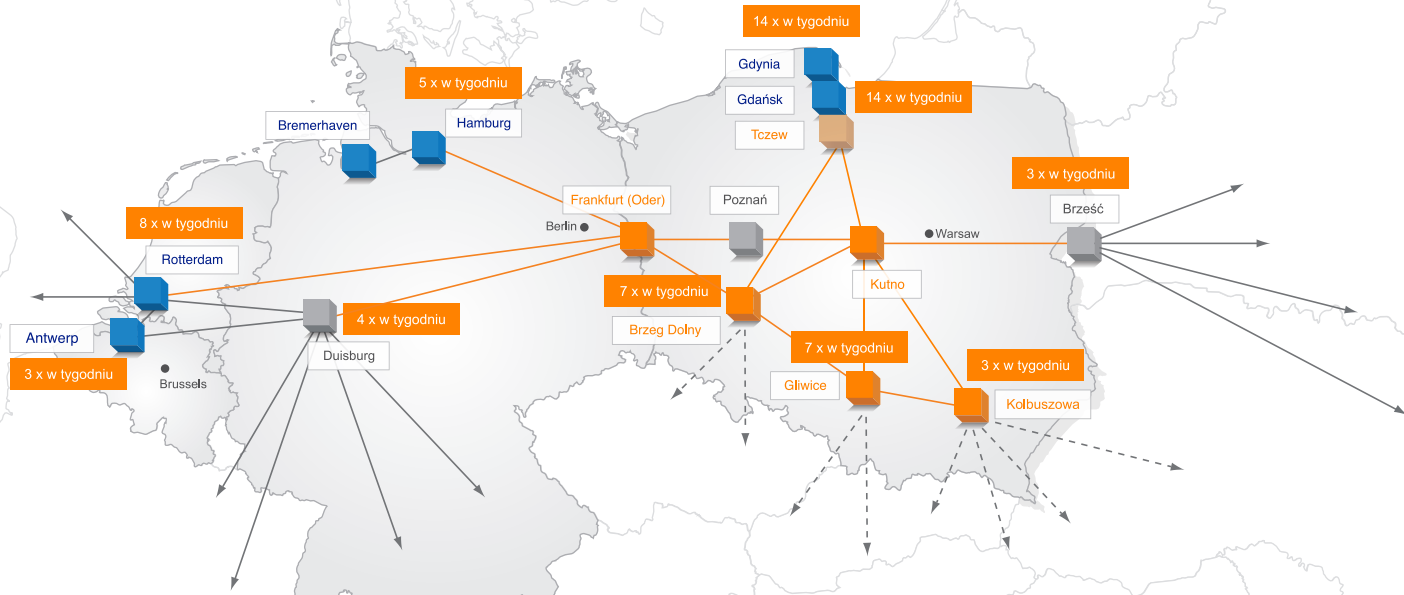 14 x w tygodniu
Gdynia
5 x w tygodniu
Gdańsk
14 x w tygodniu
Bremerhaven
Hamburg
Tczew
3 x w tygodniu
Frankfurt (Oder)
Poznań
Brześć
8 x w tygodniu
Berlin
Warsaw
Rotterdam
Kutno
7 x w tygodniu
4 x w tygodniu
Brzeg Dolny
Antwerp
7 x w tygodniu
Duisburg
3 x w tygodniu
3 x w tygodniu
Brussels
Gliwice
Kolbuszowa